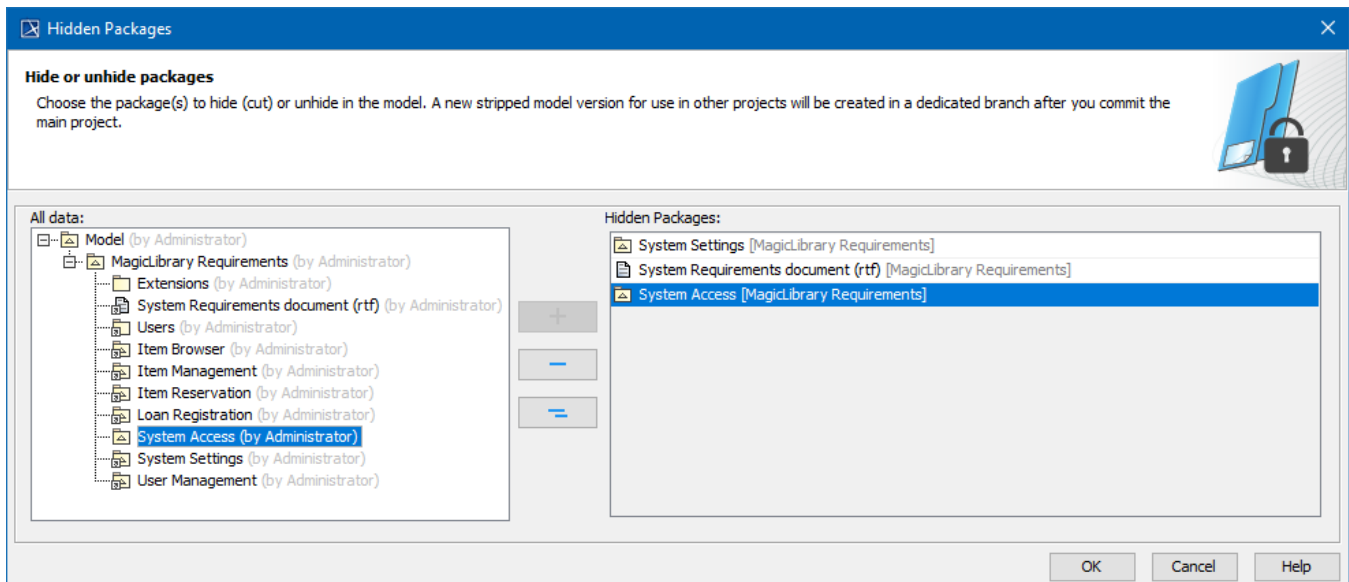 Hidden Packages
Hide or unhide packages
Choose the package(s) to hide (cut) or unhide in the model. A new stripped model version for use in other projects will be created in a dedicated branch after you commit the
main project.
All data:
Model (by Administrator)
MagicLibrary Requirements (by Administrator)
Extensions (by Administrator)
System Requirements document (rtf) (by Administrator)
Users (by Administrator)
Item Browser (by Administrator)
Item Management (by Administrator)
Item Reservation (by Administrator)
Loan Registration (by Administrator)
System Access (by Administrator)
System Settings (by Administrator)
User Management (by Administrator)
Hidden Packages:
System Settings [MagicLibrary Requirements]
System Requirements document (rtf) [MagicLibrary Requirements]
System Access [MagicLibrary Requirements]
OK
Cancel
Help